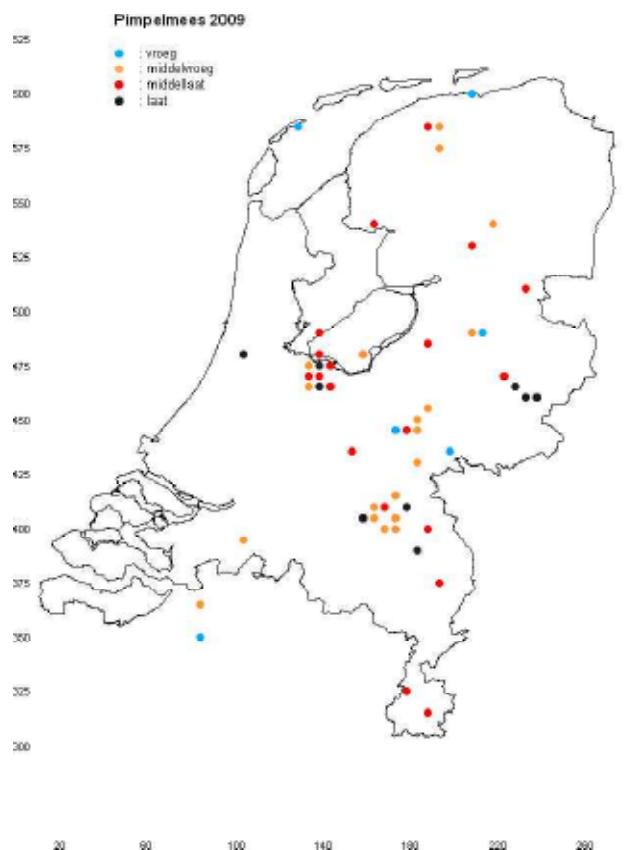 Pimpelmees 2009
: vroeg
: middelvroeg
: middellaat
: laat
525
500
575
550
525
500
475
450
425
400
375
350
325
300
20 60 100 140 180 220 260